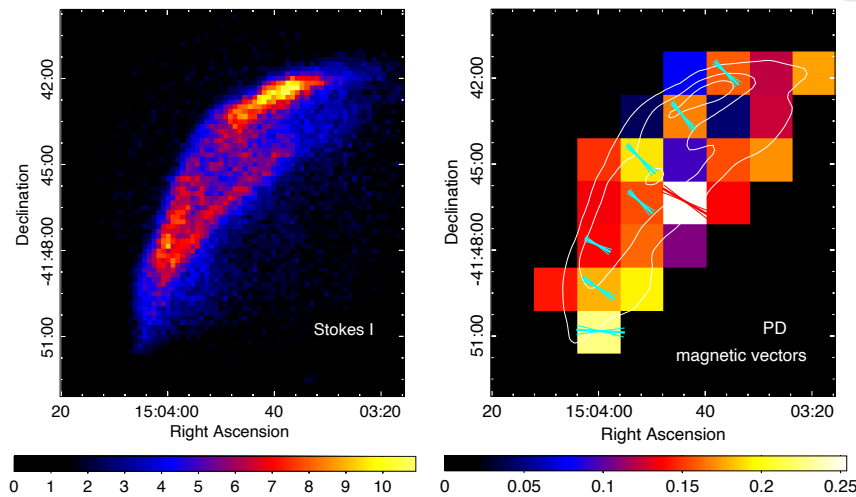 Declination
42:00
45:00
-41:48:00
51:00
Stokes I
20
15:04:00
40
03:20
Right Ascension
0 1 2 3 4 5 6 7 8 9 10
Declination
42:00
45:00
-41:48:00
51:00
PD
magnetic vectors
20
15:04:00
40
03:20
Right Ascension
0 0.05 0.1 0.15 0.2 0.25